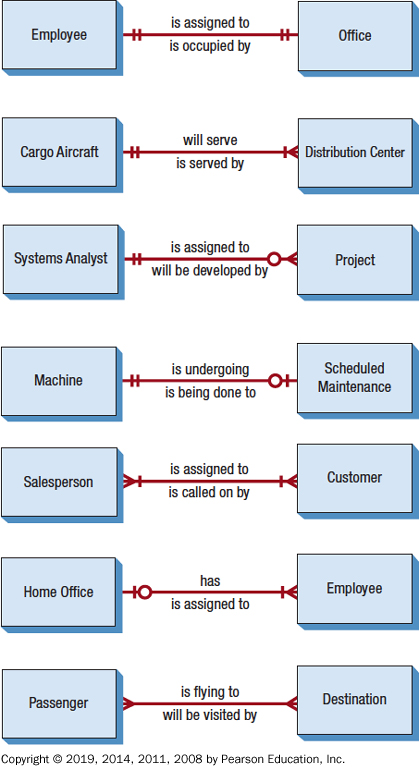 Employee
is assigned to
is occupied by
Office
Cargo Aircraft
will serve
is served by
Distribution Center
Systems Analyst
is assigned to
will be developed by
Project
Machine
is undergoing
is being done to
Scheduled
Maintenance
Salesperson
is assigned to
is called on by
Customer
Home Office
has
is assigned to
Employee
Passenger
is flying to
will be visited by
Destination
Copyright © 2019, 2014, 2011, 2008 by Pearson Education, Inc.